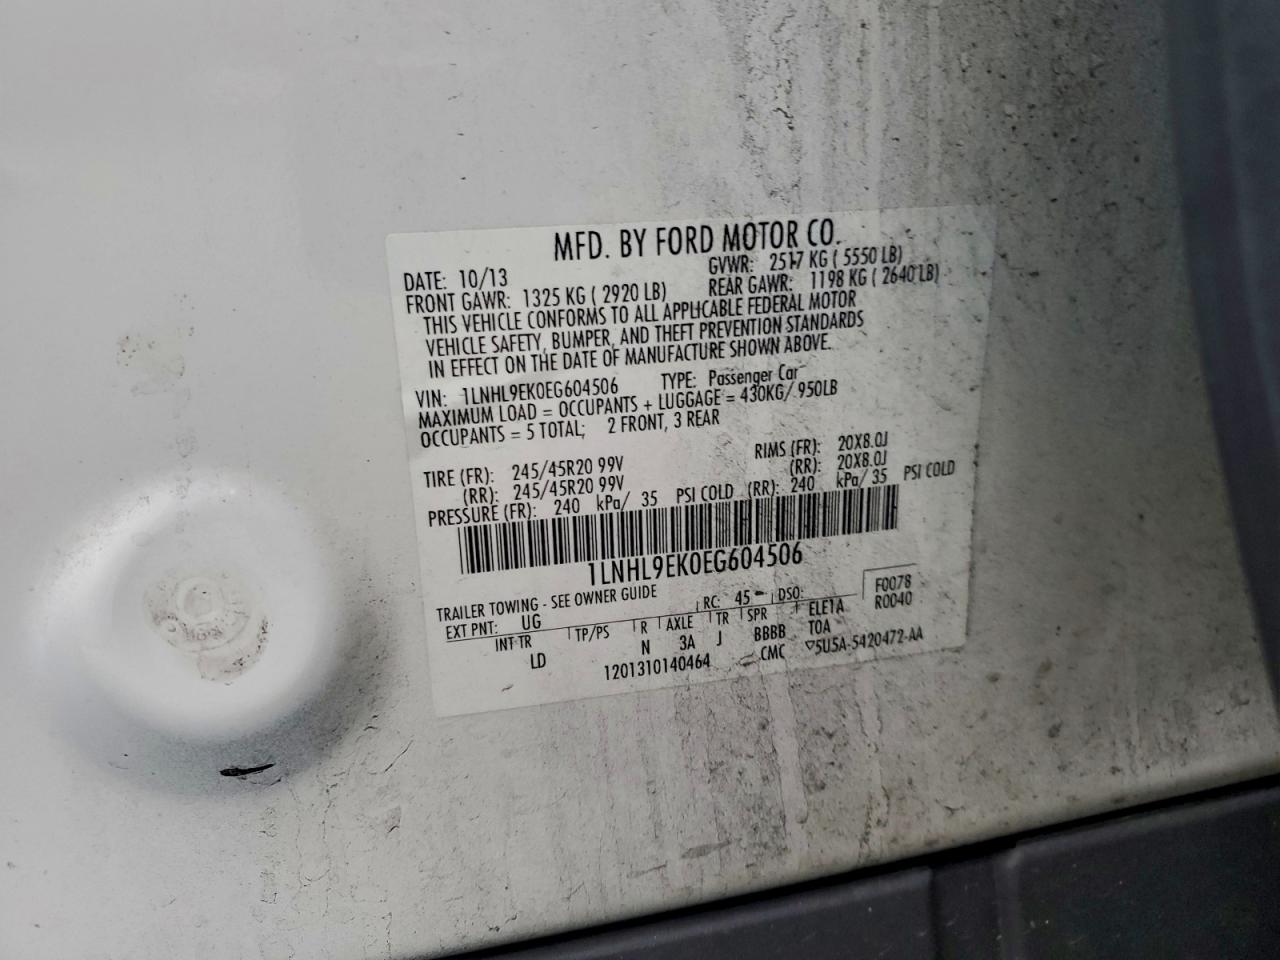 MFD. BY FORD MOTOR CO.
DATE: 10/13 GVWR: 2517 KG ( 5550 LB)
FRONT GAWR: 1325 KG ( 2920 LB) REAR GAWR: 1198 KG ( 2640 LB)
THIS VEHICLE CONFORMS TO ALL APPLICABLE FEDERAL MOTOR
VEHICLE SAFETY, BUMPER, AND THEFT PREVENTION STANDARDS
IN EFFECT ON THE DATE OF MANUFACTURE SHOWN ABOVE.
VIN: 1LNHL9EK0EG604506 TYPE: Passenger Car
MAXIMUM LOAD = OCCUPANTS + LUGGAGE = 430KG/ 950LB
OCCUPANTS = 5 TOTAL; 2 FRONT, 3 REAR
TIRE (FR): 245/45R20 99V RIMS (FR): 20X8.0J
(RR): 245/45R20 99V (RR): 20X8.0J
PRESSURE (FR): 240 kPa/ 35 PSI COLD (RR): 240 kPa/ 35 PSI COLD
1LNHL9EK0EG604506
TRAILER TOWING - SEE OWNER GUIDE
EXT PNT: UG RC: 45 DSO: F0078
R0040
INT TR TP/PS R AXLE TR SPR ELE1A
LD N 3A J BBBB TOA
1201310140464 CMC ▽5U5A-5420472-AA